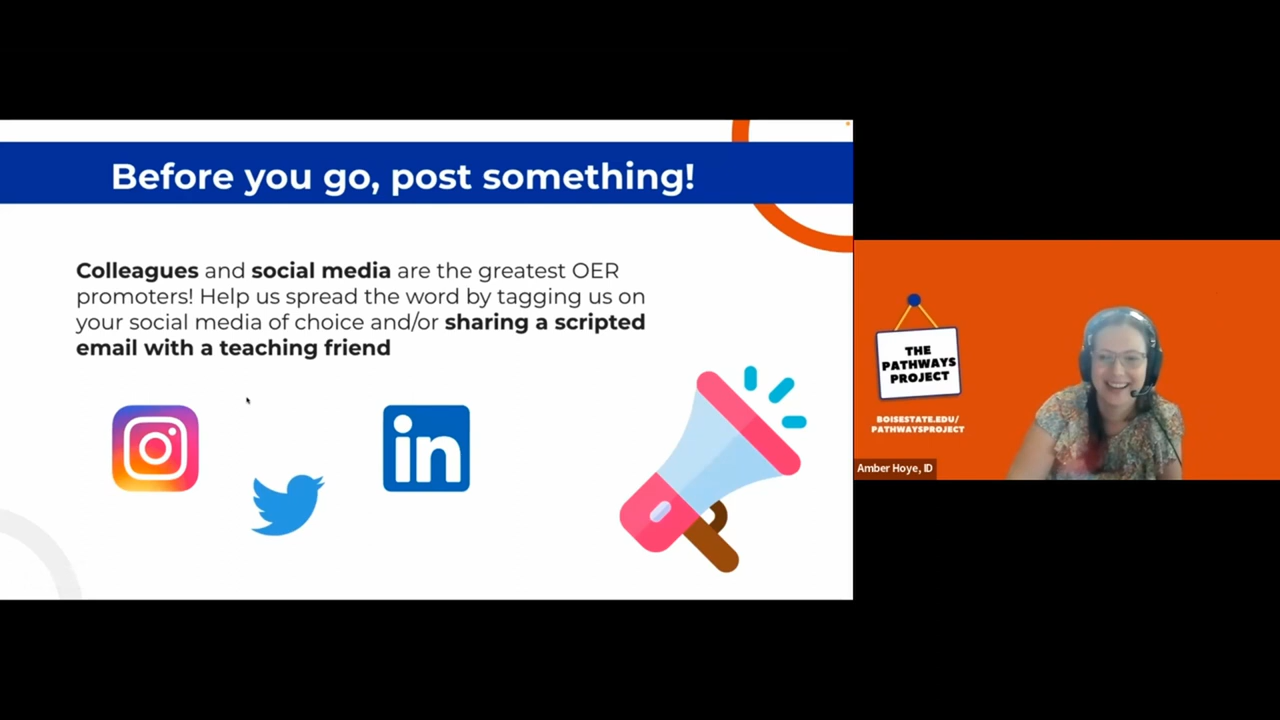 Before you go, post something!
Colleagues and social media are the greatest OER
promoters! Help us spread the word by tagging us on
your social media of choice and/or sharing a scripted
email with a teaching friend
in
THE
PATHWAYS
PROJECT
BOISESTATE.EDU/
PATHWAYSPROJECT
Amber Hoye, ID